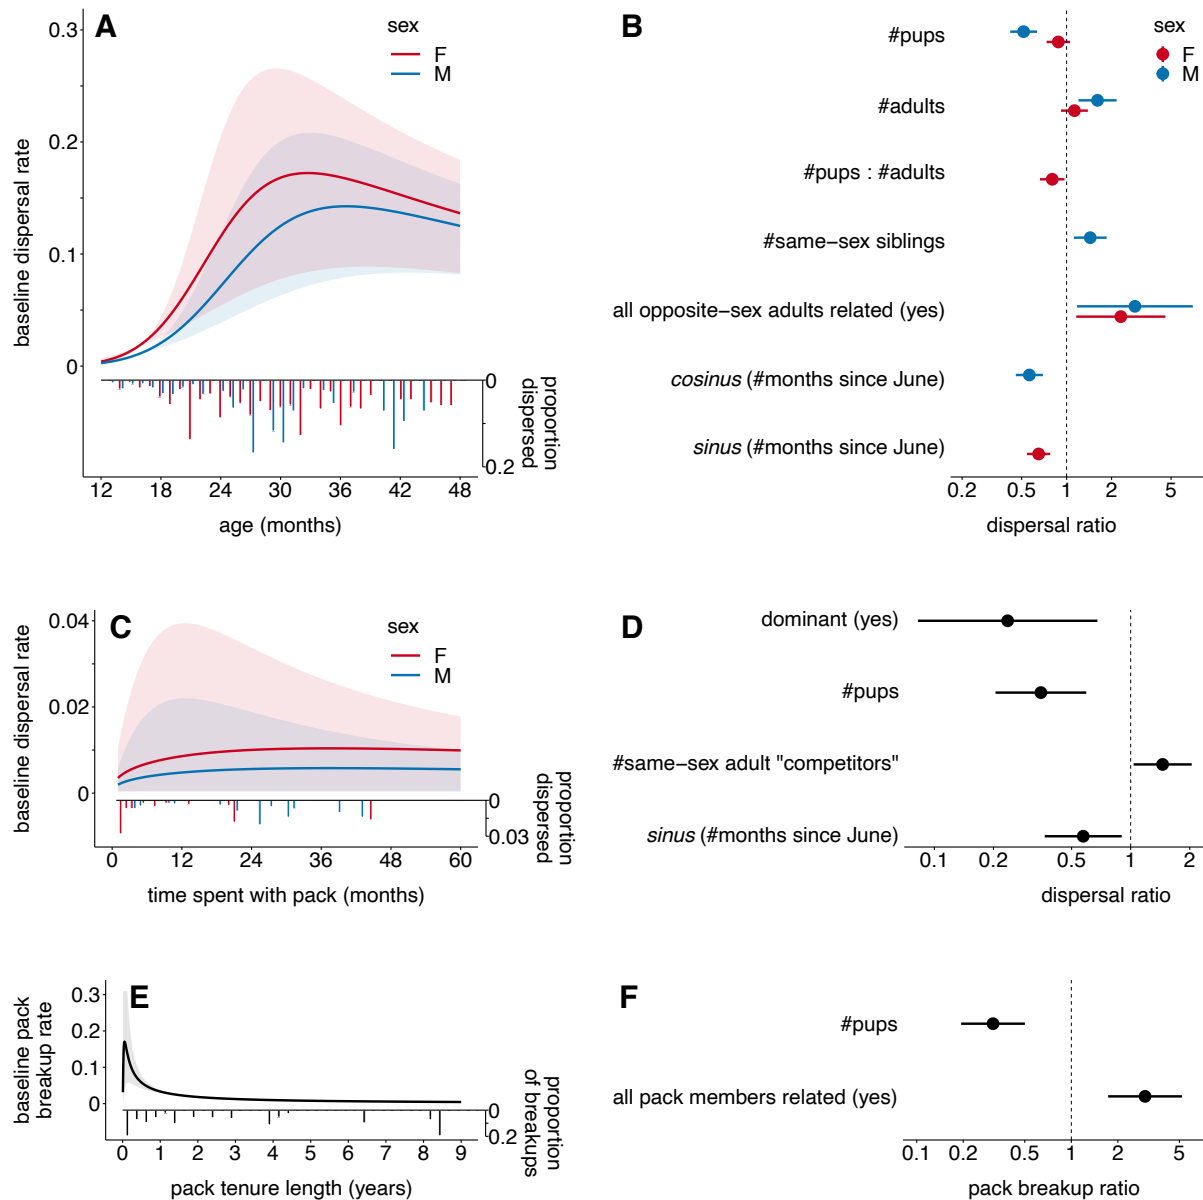 A
sex
F
M
baseline dispersal rate
0.3
0.2
0.1
0
0
0.2
proportion
dispersed
12 18 24 30 36 42 48
age (months)
B
sex
F
M
#pups
#adults
#pups : #adults
#same−sex siblings
all opposite−sex adults related (yes)
cosinus (#months since June)
sinus (#months since June)
0.2 0.5 1 2 5
dispersal ratio
C
sex
F
M
baseline dispersal rate
0.04
0.02
0
0
0.03
proportion
dispersed
0 12 24 36 48 60
time spent with pack (months)
D
dominant (yes)
#pups
#same−sex adult "competitors"
sinus (#months since June)
0.1 0.2 0.5 1 2
dispersal ratio
E
baseline pack
breakup rate
0.3
0.2
0.1
0
0
0.2
proportion
of breakups
0 1 2 3 4 5 6 7 8 9
pack tenure length (years)
F
#pups
all pack members related (yes)
0.1 0.2 0.5 1 2 5
pack breakup ratio